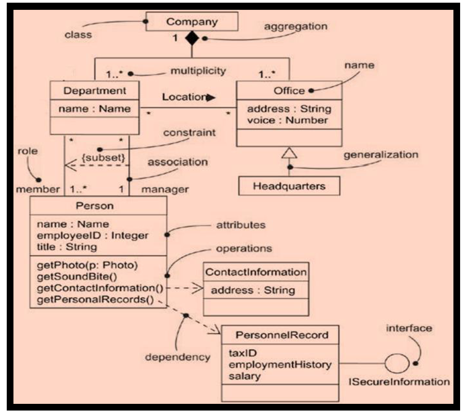 Company
class
1
aggregation
1..*
multiplicity
1..*
name
Department
name : Name
Location
*
*
Office
address : String
voice : Number
*
*
constraint
{subset}
generalization
role
association
member
1..*
1
manager
Headquarters
Person
name : Name
employeeID : Integer
title : String
attributes
operations
getPhoto(p: Photo)
getSoundBite()
getContactInformation()
getPersonalRecords()
ContactInformation
address : String
dependency
PersonnelRecord
taxID
employmentHistory
salary
interface
ISecureInformation